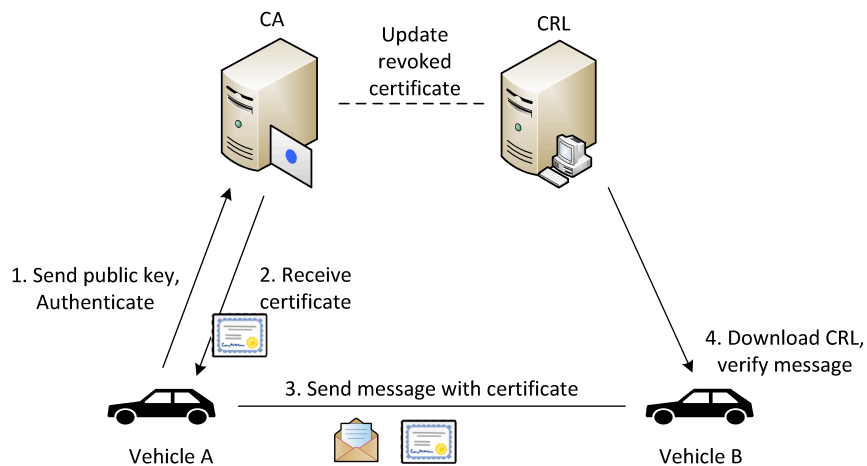 CA
Update
revoked
certificate
CRL
1. Send public key,
Authenticate
2. Receive
certificate
4. Download CRL,
verify message
3. Send message with certificate
Vehicle A
Vehicle B